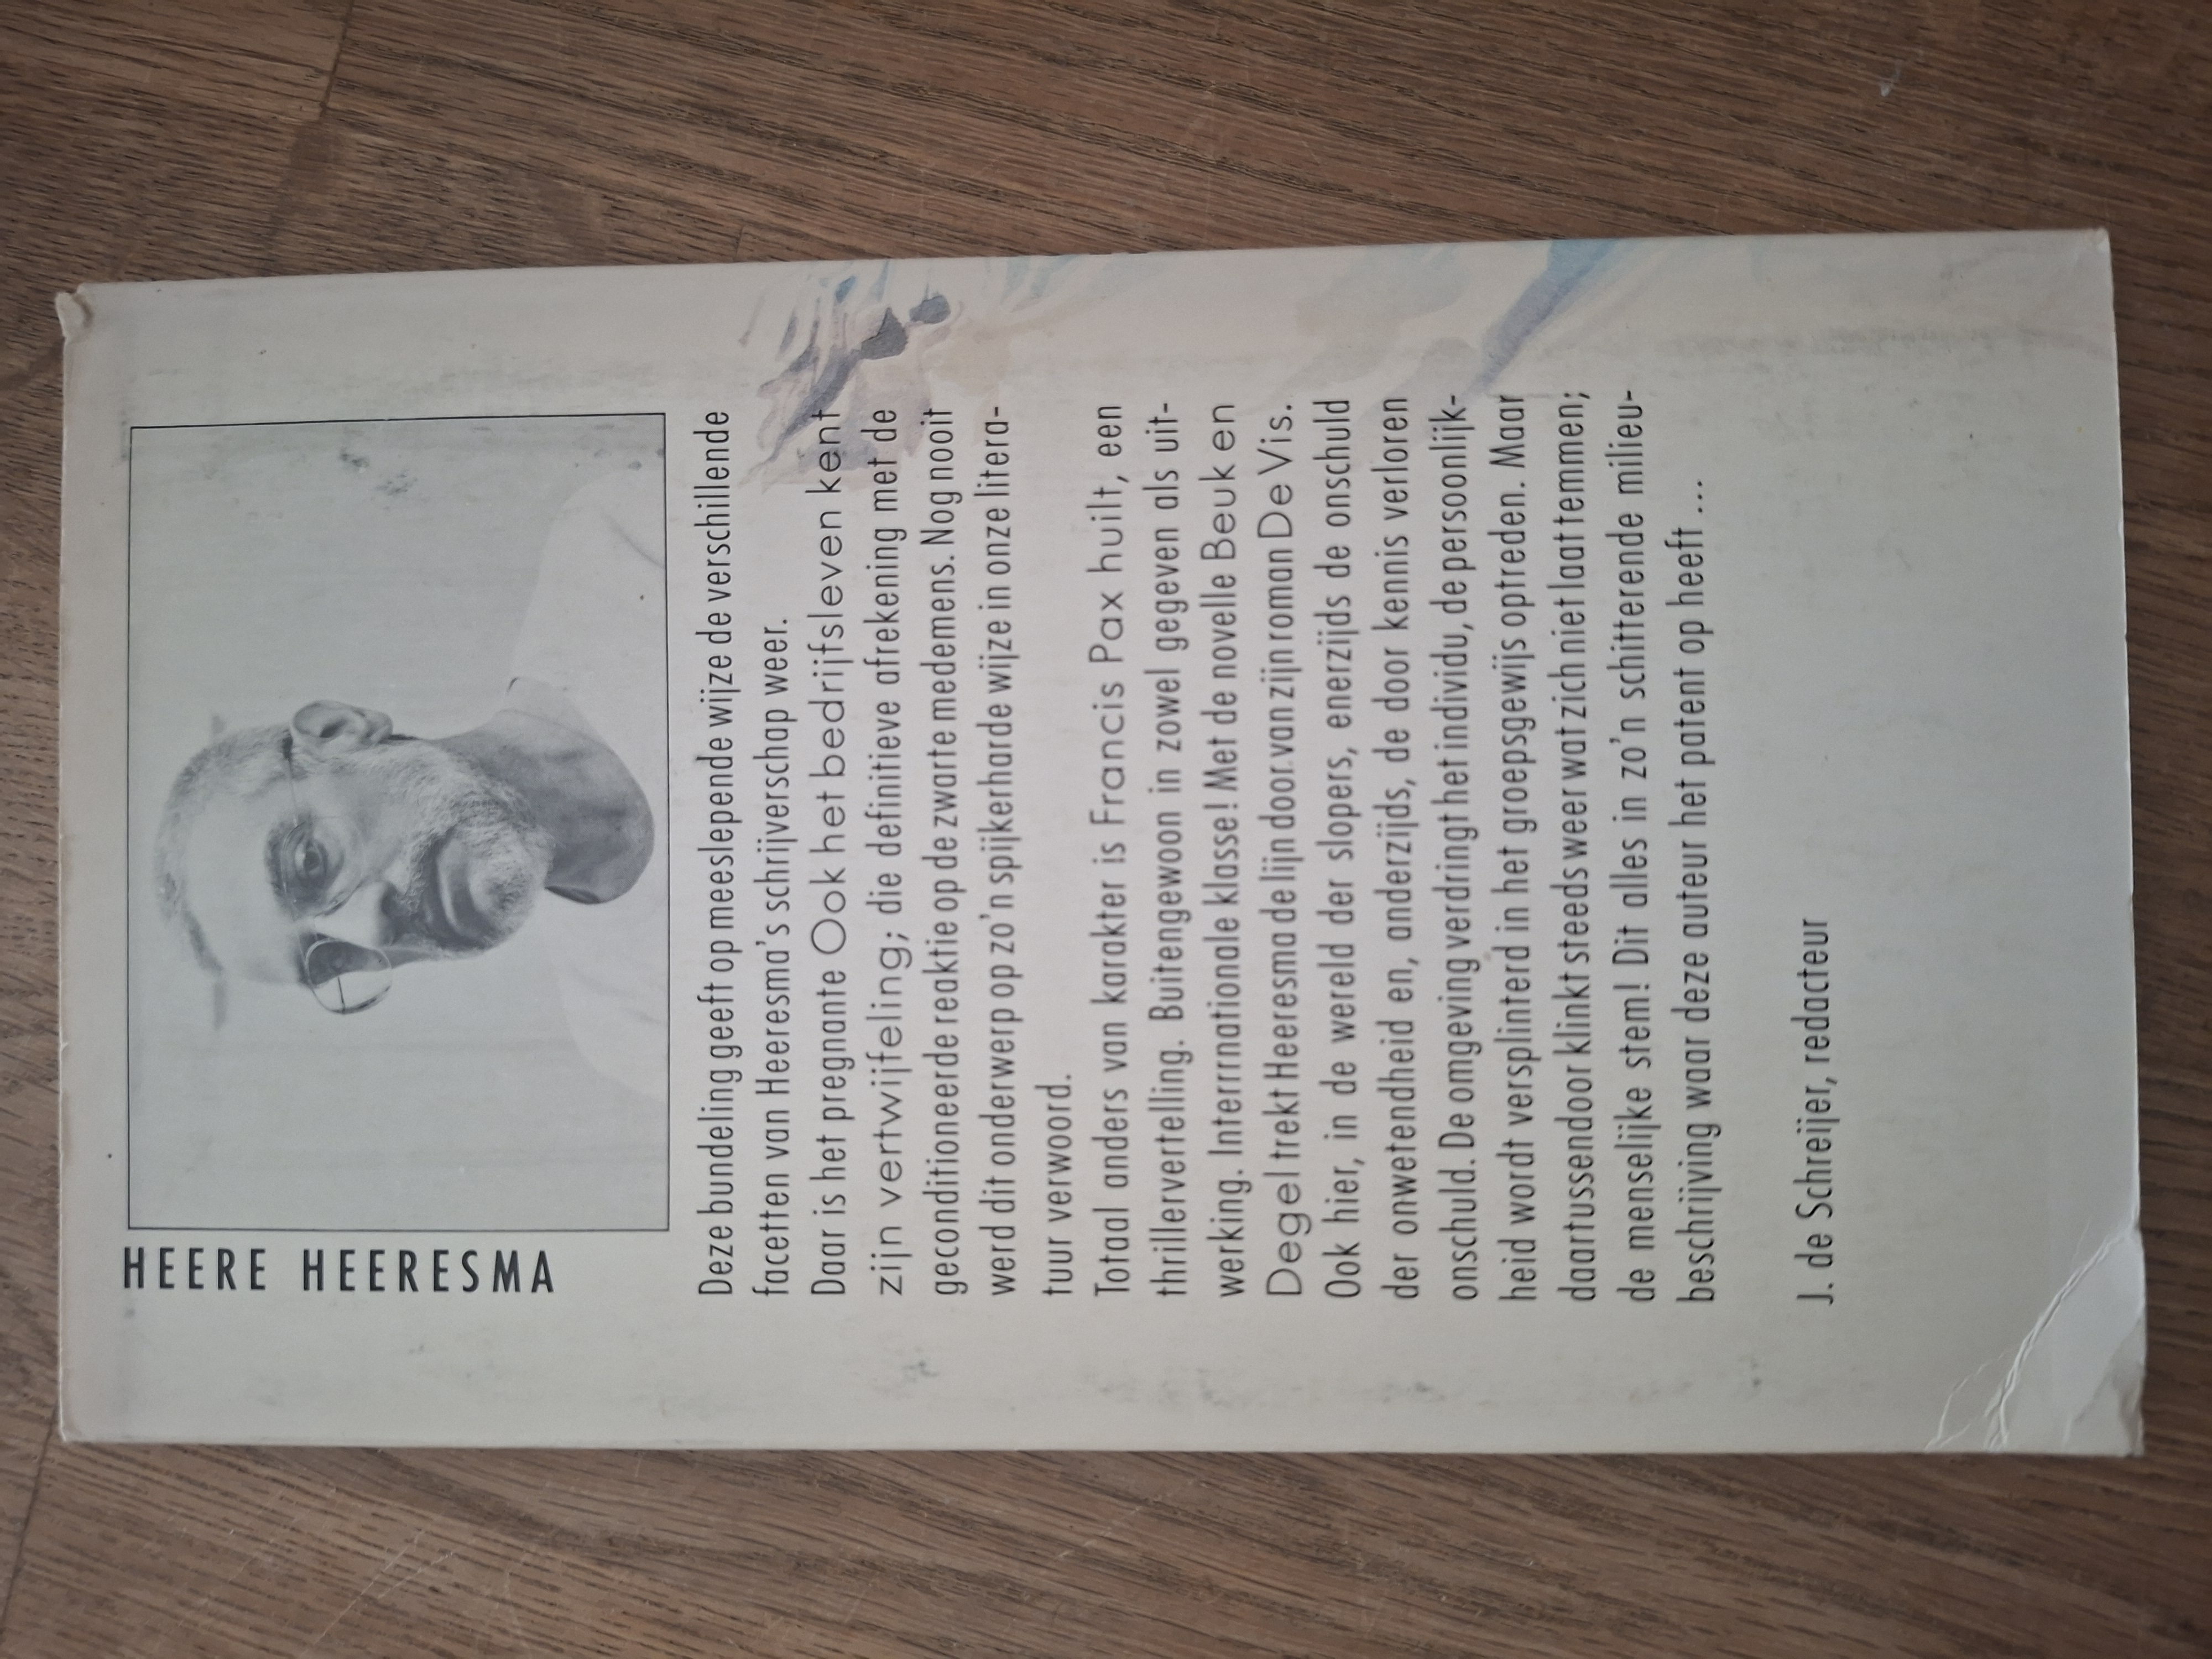 HEERE HEERESMA
Deze bundeling geeft op meeslepende wijze de verschillende
facetten van Heeresma's schrijverschap weer.
Daar is het pregnante Ook het bedrijfsleven kent
zijn vertwijfeling; die definitieve afrekening met de
geconditioneerde reaktie op de zwarte medemens. Nog nooit
werd dit onderwerp op zo'n spijkerharde wijze in onze litera-
tuur verwoord.
Totaal anders van karakter is Francis Pax huilt, een
thrillervertelling. Buitengewoon in zowel gegeven als uit-
werking. Interrrnationale klasse! Met de novelle Beuk en
Degel trekt Heeresma de lijn door van zijn roman De Vis.
Ook hier, in de wereld der slopers, enerzijds de onschuld
der onwetendheid en, anderzijds, de door kennis verloren
onschuld. De omgeving verdringt het individu, de persoonlijk-
heid wordt versplinterd in het groepsgewijs optreden. Maar
daartussendoor klinkt steeds weer wat zich niet laat temmen;
de menselijke stem! Dit alles in zo'n schitterende milieu-
beschrijving waar deze auteur het patent op heeft ...
J. de Schreijer, redacteur